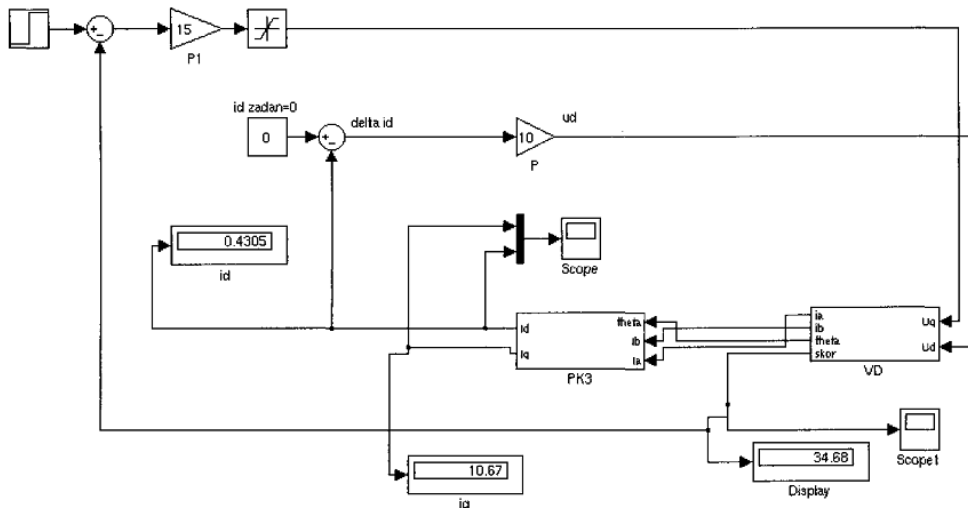 15
P1
id zadan=0
delta id
ud
0
10
P
0.4305
id
Scope
Id
Iq
theta
Ib
Ia
PK3
ia
ib
theta
skor
Uq
Ud
VD
Scope1
10.67
iq
34.68
Display